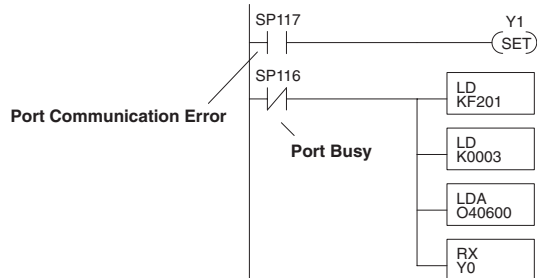 SP117
Y1
SET
SP116
LD
KF201
Port Communication Error
Port Busy
LD
K0003
LDA
O40600
RX
Y0